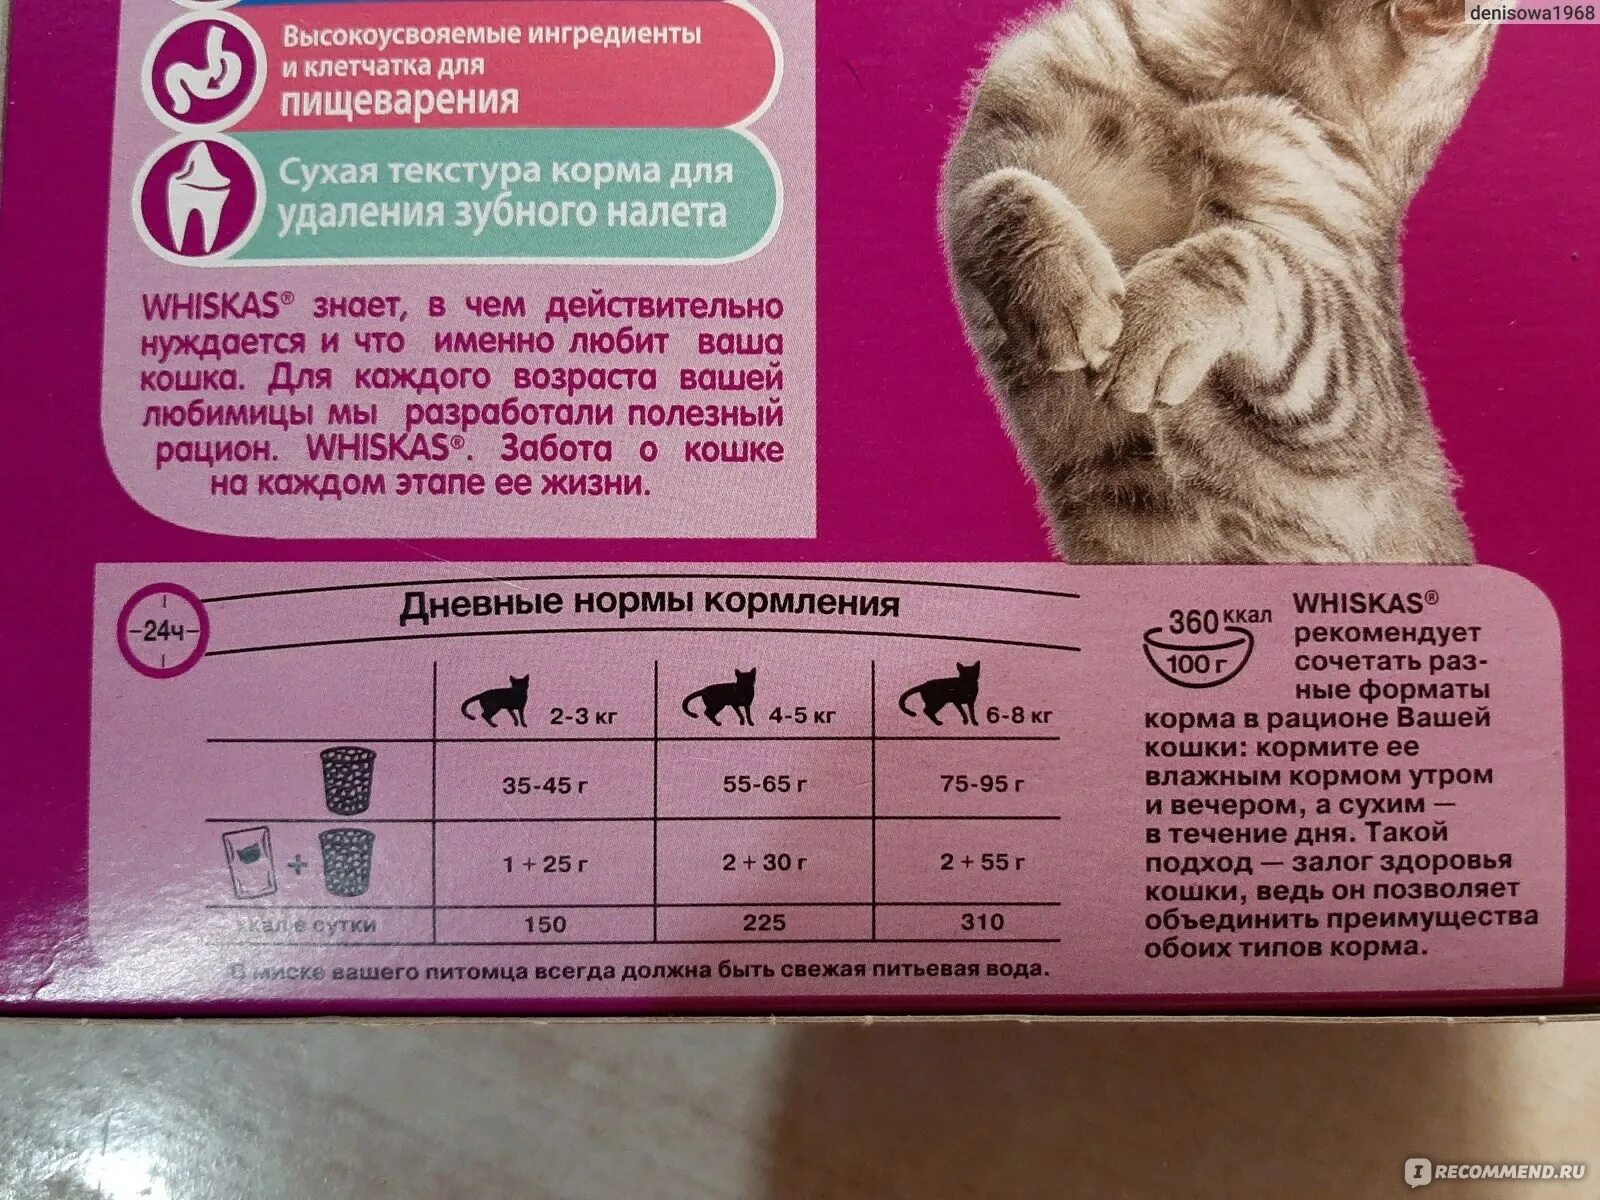 denisowa1968
Высокоусвояемые ингредиенты
и клетчатка для
пищеварения
Сухая текстура корма для
удаления зубного налета
WHISKAS® знает, в чем действительно
нуждается и что именно любит ваша
кошка. Для каждого возраста вашей
любимицы мы разработали полезный
рацион. WHISKAS®. Забота о кошке
на каждом этапе ее жизни.
24ч
Дневные нормы кормления
2-3 кг 4-5 кг 6-8 кг
35-45 г 55-65 г 75-95 г
+ 1 + 25 г 2 + 30 г 2 + 55 г
кал в сутки 150 225 310
В миске вашего питомца всегда должна быть свежая питьевая вода.
360 ккал
100 г
WHISKAS®
рекомендует
сочетать раз-
ные форматы
корма в рационе Вашей
кошки: кормите ее
влажным кормом утром
и вечером, а сухим —
в течение дня. Такой
подход — залог здоровья
кошки, ведь он позволяет
объединить преимущества
обоих типов корма.
I RECOMMEND.RU